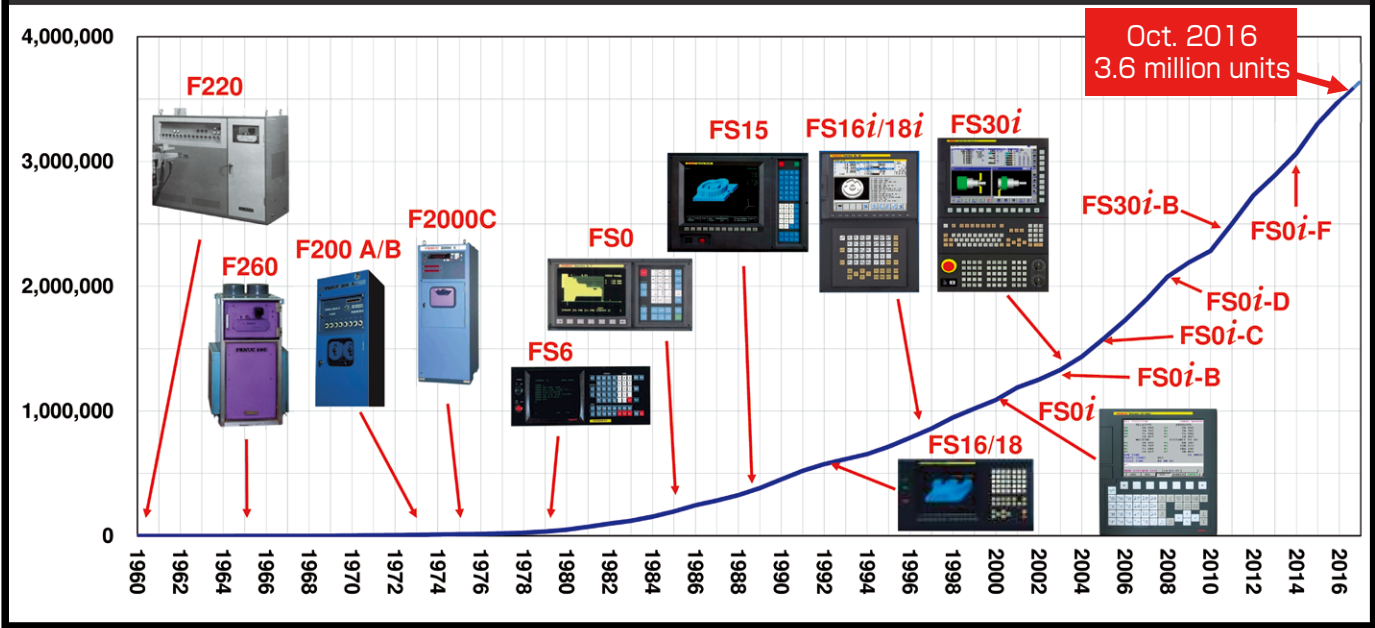 4,000,000
3,000,000
2,000,000
1,000,000
0
Oct. 2016
3.6 million units
F220
F260
F200 A/B
F2000C
FS6
FS0
FS15
FS16i/18i
FS30i
FS30i-B
FS0i-F
FS0i-D
FS0i-C
FS0i-B
FS0i
FS16/18
1960
1962
1964
1966
1968
1970
1972
1974
1976
1978
1980
1982
1984
1986
1988
1990
1992
1994
1996
1998
2000
2002
2004
2006
2008
2010
2012
2014
2016